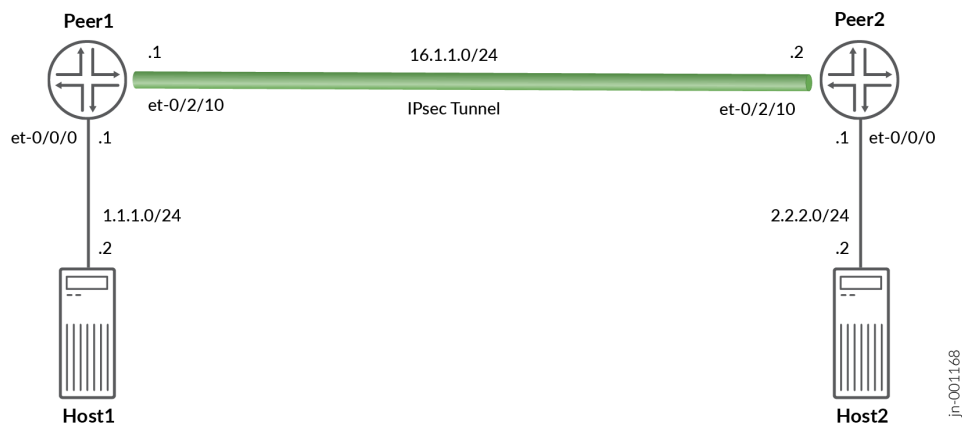 Peer1
Peer2
.1
16.1.1.0/24
.2
et-0/2/10
IPsec Tunnel
et-0/2/10
et-0/0/0
.1
.1
et-0/0/0
1.1.1.0/24
2.2.2.0/24
.2
.2
Host1
Host2
jn-001168